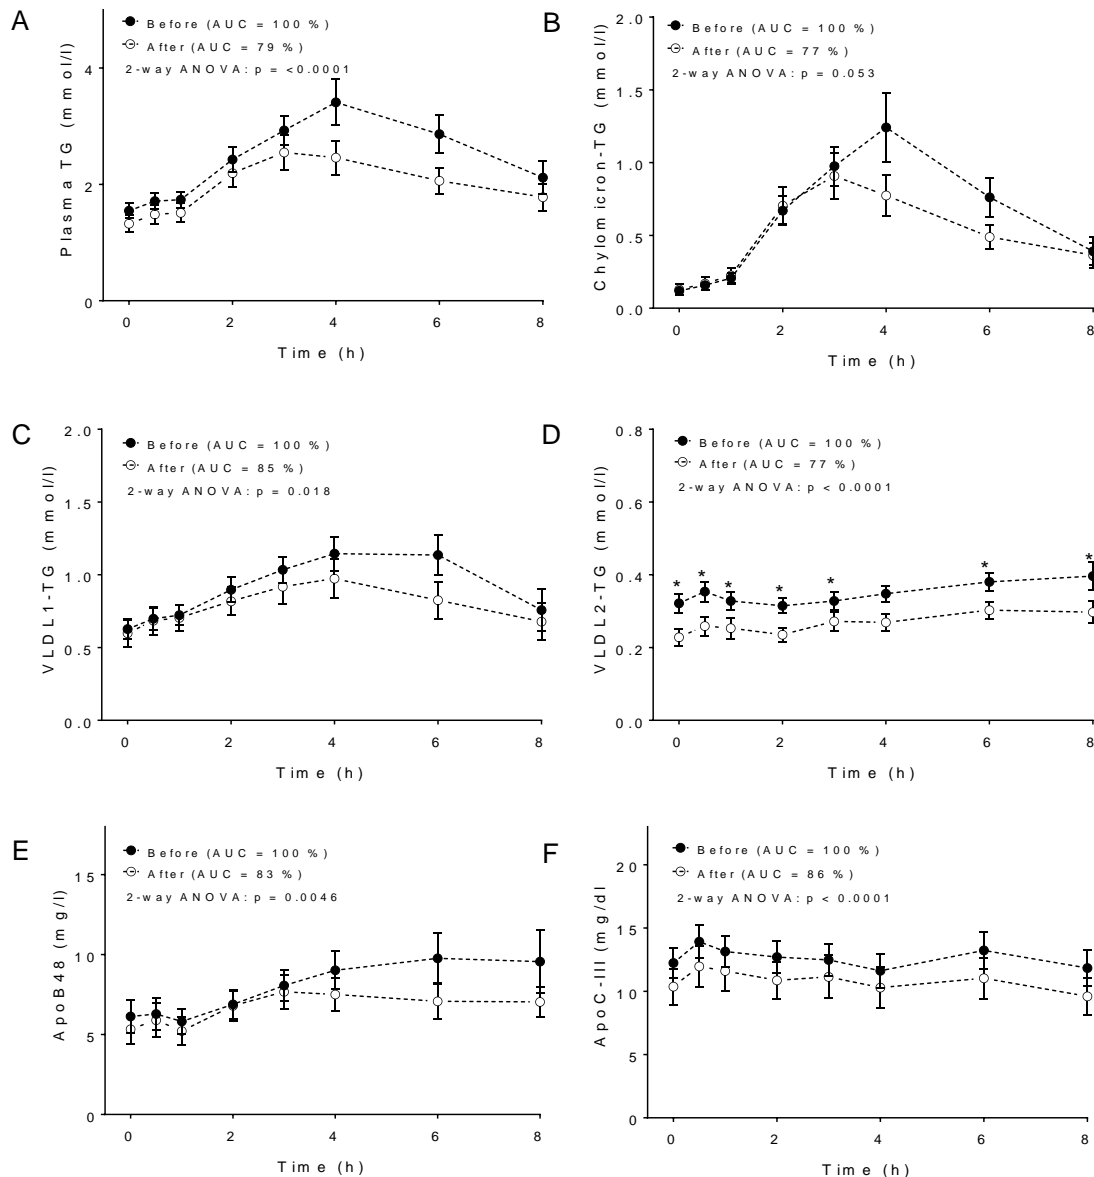 A
Before (AUC = 100 %)
After (AUC = 79 %)
2-way ANOVA: p = <0.0001
Plasma TG (mmol/l)
4
2
0
0 2 4 6 8
Time (h)
B
Before (AUC = 100 %)
After (AUC = 77 %)
2-way ANOVA: p = 0.053
Chylomicron-TG (mmol/l)
2.0
1.5
1.0
0.5
0.0
0 2 4 6 8
Time (h)
C
Before (AUC = 100 %)
After (AUC = 85 %)
2-way ANOVA: p = 0.018
VLDL1-TG (mmol/l)
2.0
1.5
1.0
0.5
0.0
0 2 4 6 8
Time (h)
D
Before (AUC = 100 %)
After (AUC = 77 %)
2-way ANOVA: p < 0.0001
VLDL2-TG (mmol/l)
0.8
0.6
0.4
0.2
0.0
* * * * * * *
0 2 4 6 8
Time (h)
E
Before (AUC = 100 %)
After (AUC = 83 %)
2-way ANOVA: p = 0.0046
ApoB48 (mg/l)
15
10
5
0
0 2 4 6 8
Time (h)
F
Before (AUC = 100 %)
After (AUC = 86 %)
2-way ANOVA: p < 0.0001
ApoC-III (mg/dl)
20
15
10
5
0
0 2 4 6 8
Time (h)